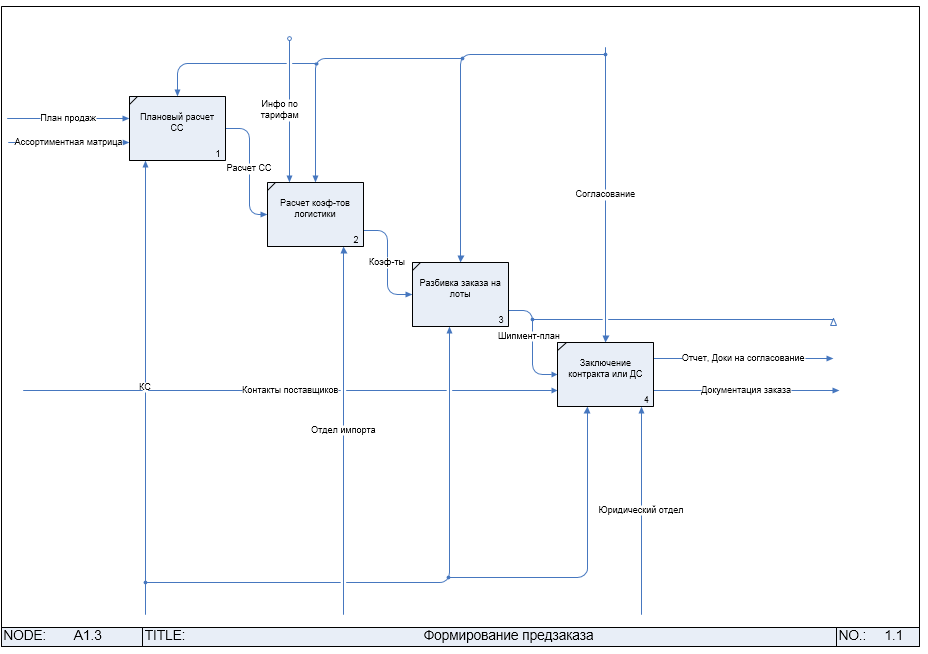 Инфо по
тарифам
План продаж
Плановый расчет
СС
1
Ассортиментная матрица
Расчет СС
Согласование
Расчет коэф-тов
логистики
2
Коэф-ты
Разбивка заказа на
лоты
3
Шипмент-план
Заключение
контракта или ДС
4
Отчет, Доки на согласование
КС
Контакты поставщиков
Документация заказа
Отдел импорта
Юридический отдел
NODE: A1.3 TITLE: Формирование предзаказа NO.: 1.1